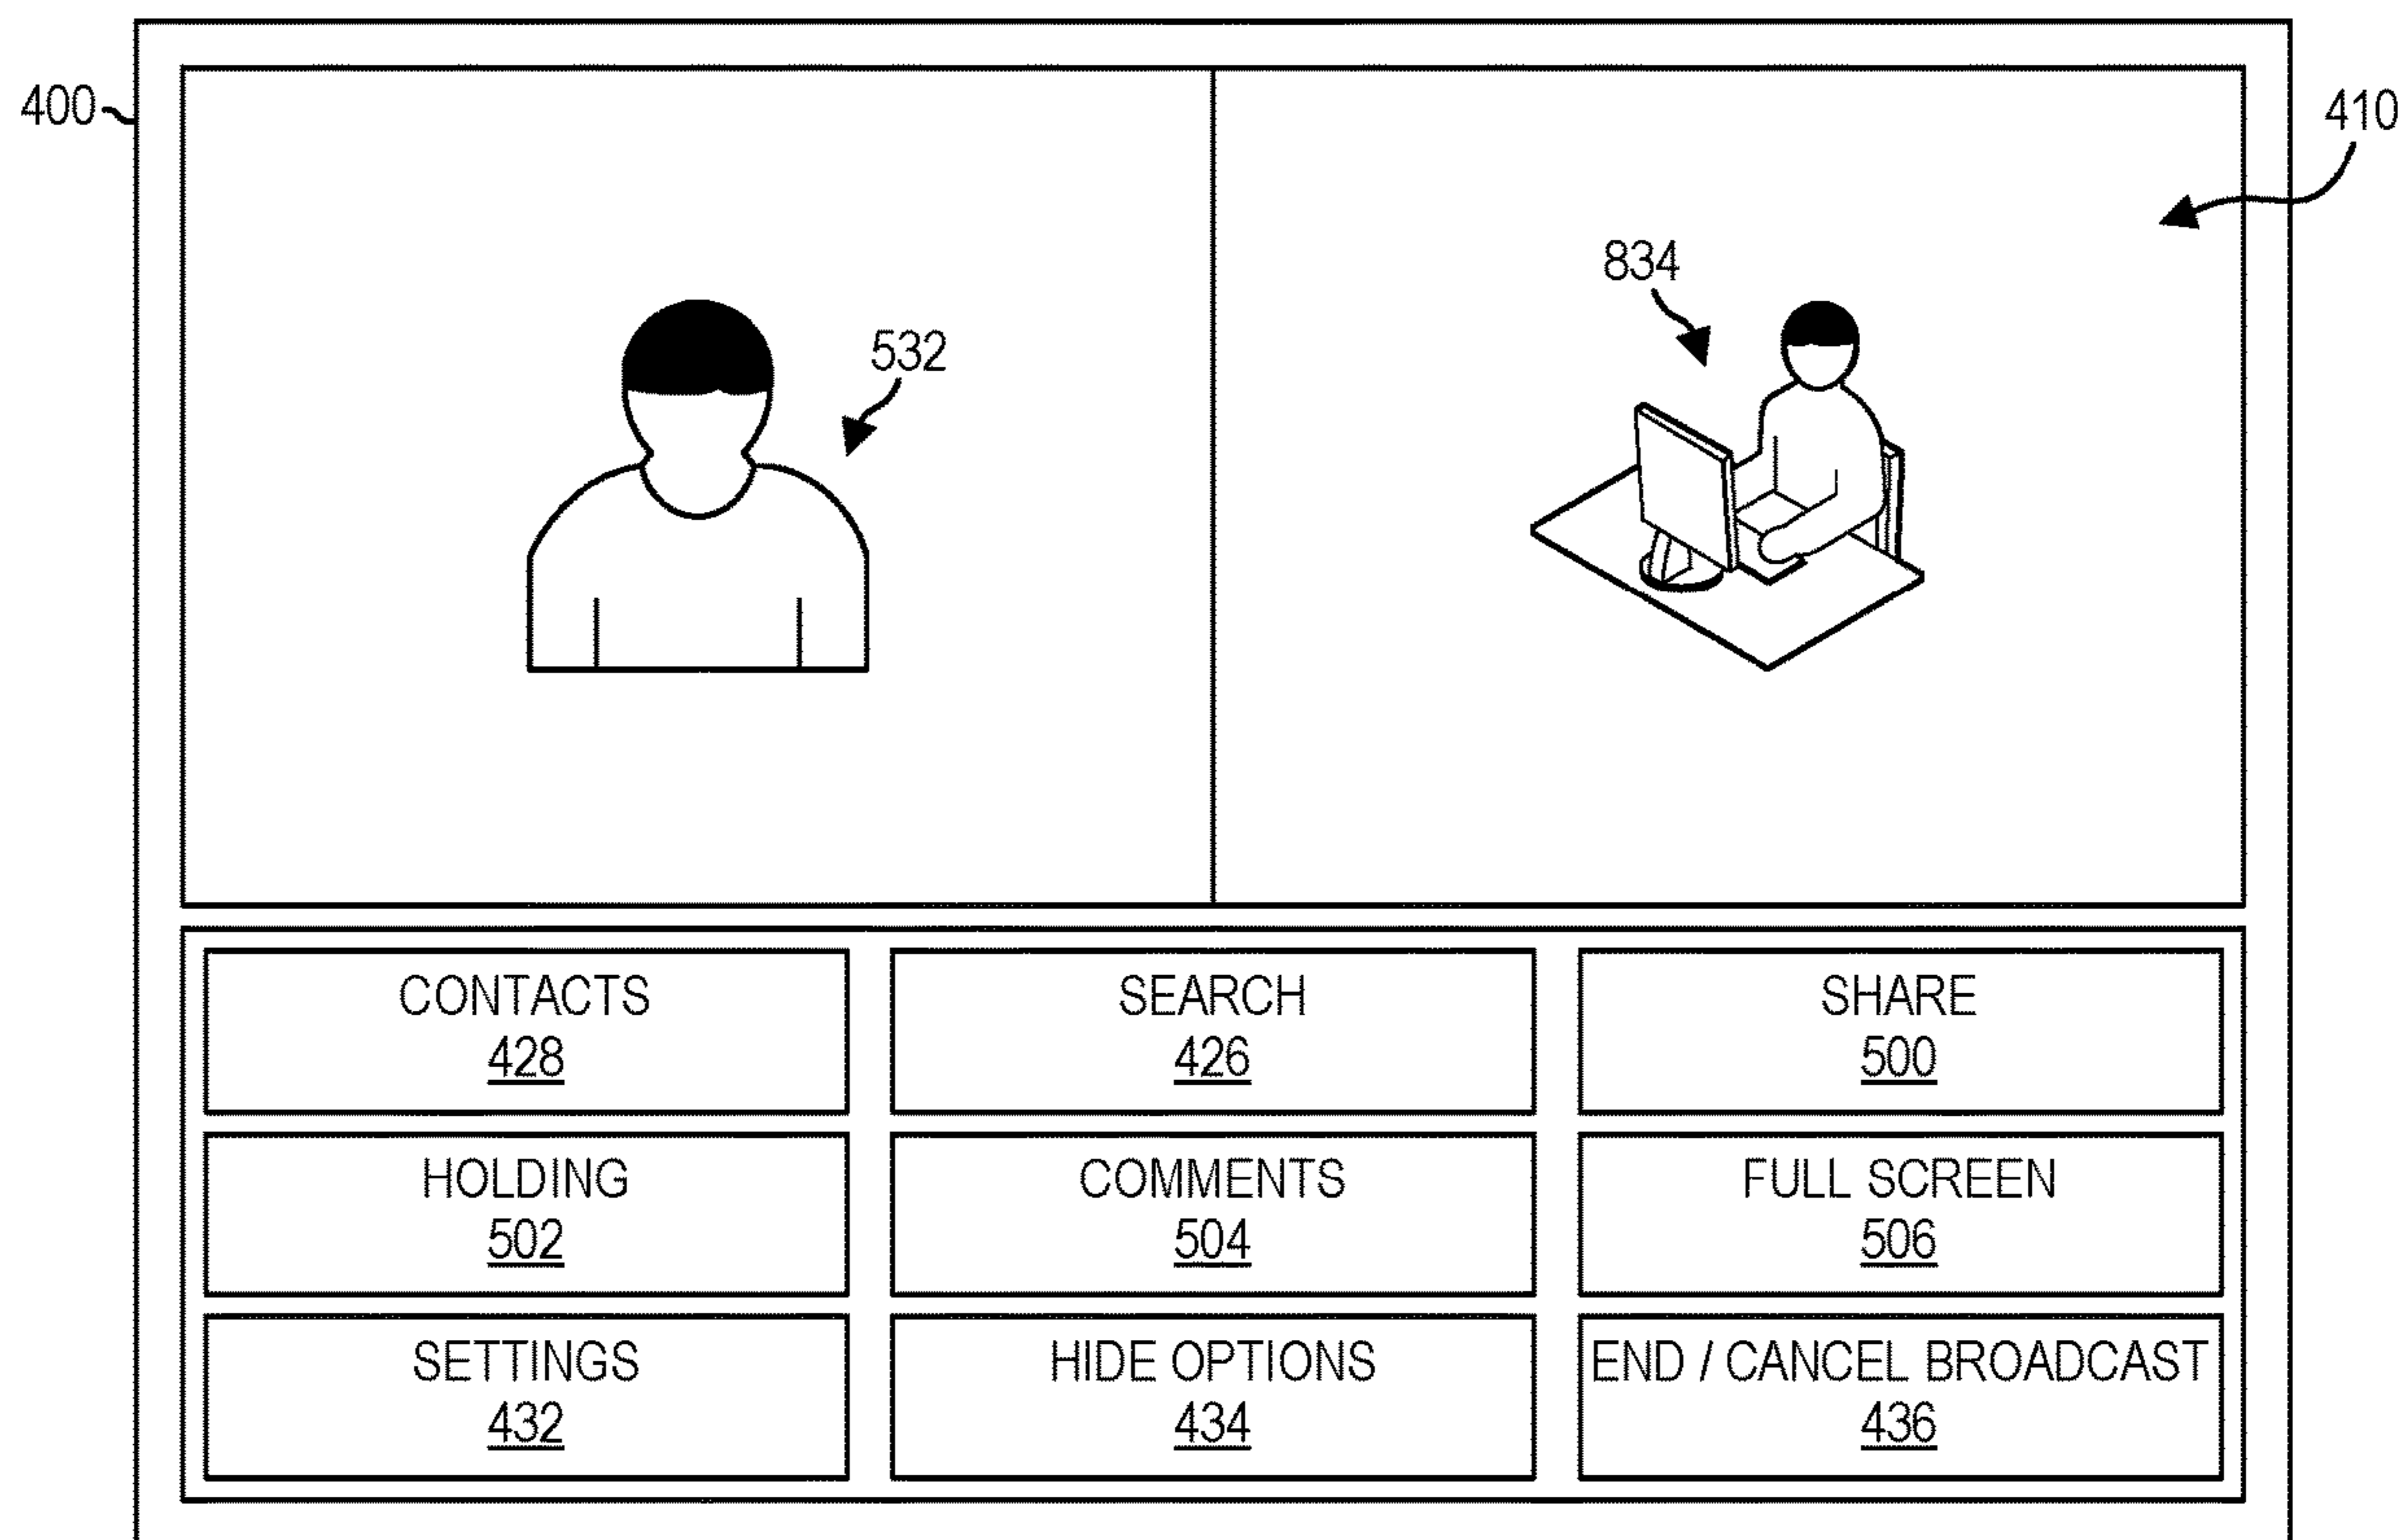 400
410
834
532
CONTACTS
428
SEARCH
426
SHARE
500
HOLDING
502
COMMENTS
504
FULL SCREEN
506
SETTINGS
432
HIDE OPTIONS
434
END / CANCEL BROADCAST
436